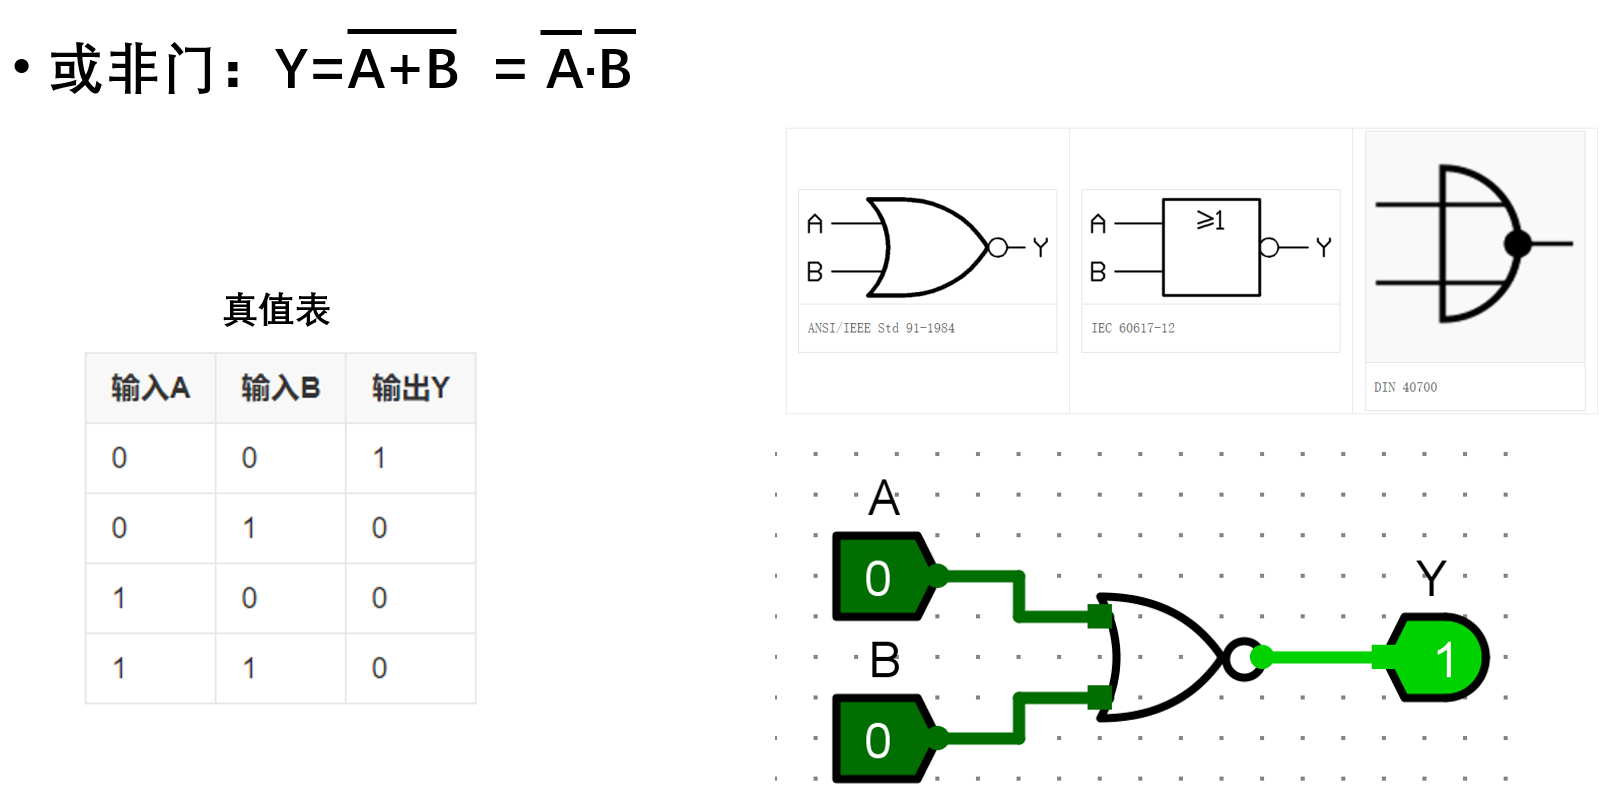 • 或非门：Y=A̅+̅B̅ = A̅·B̅
A
B
Y
ANSI/IEEE Std 91-1984
A
B
≥1
Y
IEC 60617-12
DIN 40700
真值表
输入A 输入B 输出Y
0 0 1
0 1 0
1 0 0
1 1 0
A
0
B
0
Y
1